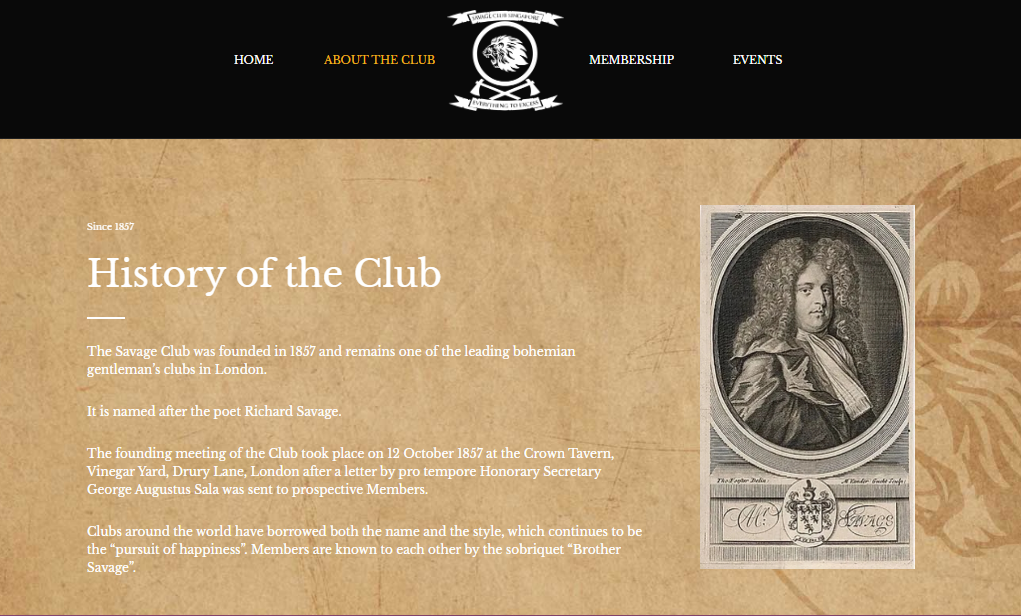 SAVAGE CLUB SINGAPORE
HOME
ABOUT THE CLUB
MEMBERSHIP
EVENTS
EVERYTHING TO EXCESS
Since 1857
History of the Club
The Savage Club was founded in 1857 and remains one of the leading bohemian
gentleman's clubs in London.
It is named after the poet Richard Savage.
The founding meeting of the Club took place on 12 October 1857 at the Crown Tavern,
Vinegar Yard, Drury Lane, London after a letter by pro tempore Honorary Secretary
George Augustus Sala was sent to prospective Members.
Clubs around the world have borrowed both the name and the style, which continues to be
the “pursuit of happiness”. Members are known to each other by the sobriquet “Brother
Savage”.
Tho Foster Delin:
Mr.